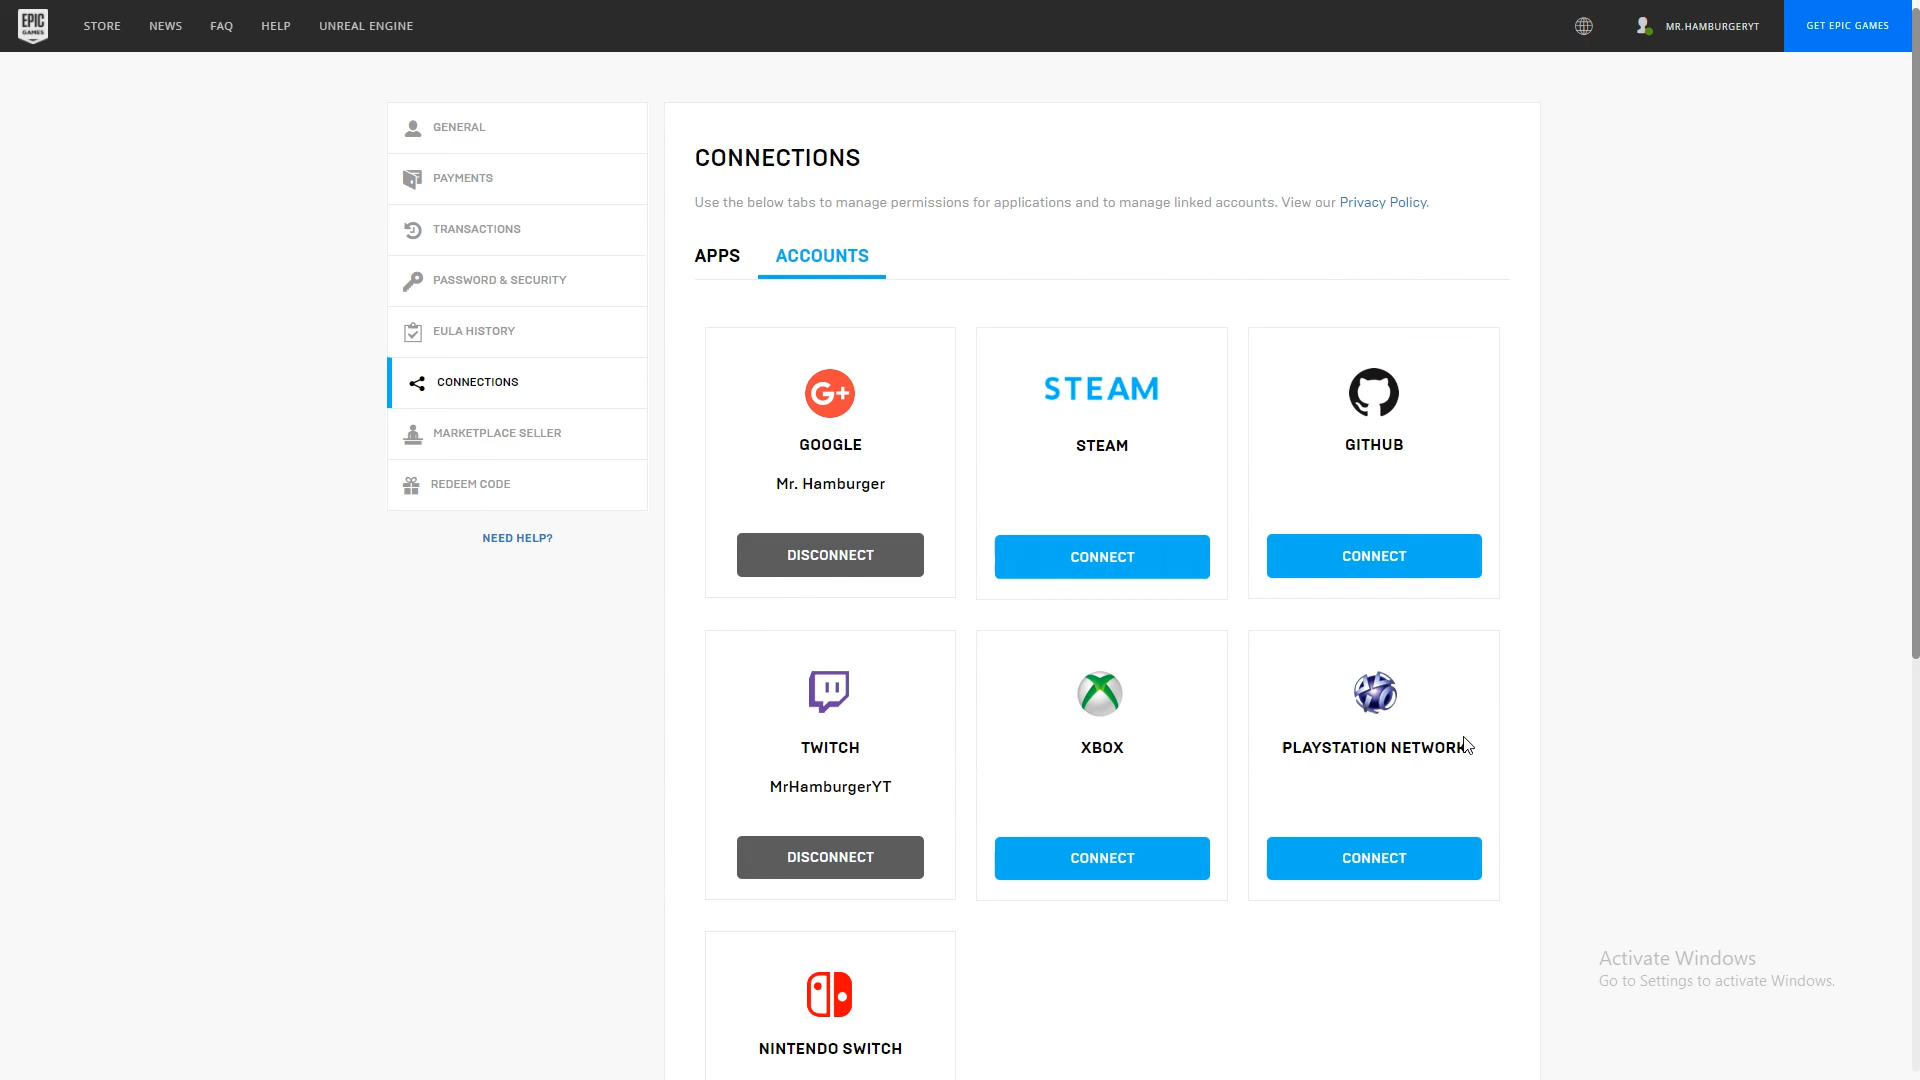 EPIC
GAMES
STORE
NEWS
FAQ
HELP
UNREAL ENGINE
MR.HAMBURGERYT
GET EPIC GAMES
GENERAL
PAYMENTS
TRANSACTIONS
PASSWORD & SECURITY
EULA HISTORY
CONNECTIONS
MARKETPLACE SELLER
REDEEM CODE
NEED HELP?
CONNECTIONS
Use the below tabs to manage permissions for applications and to manage linked accounts. View our Privacy Policy.
APPS
ACCOUNTS
G+
GOOGLE
Mr. Hamburger
DISCONNECT
STEAM
STEAM
CONNECT
GITHUB
CONNECT
TWITCH
MrHamburgerYT
DISCONNECT
XBOX
CONNECT
PLAYSTATION NETWORK
CONNECT
NINTENDO SWITCH
Activate Windows
Go to Settings to activate Windows.